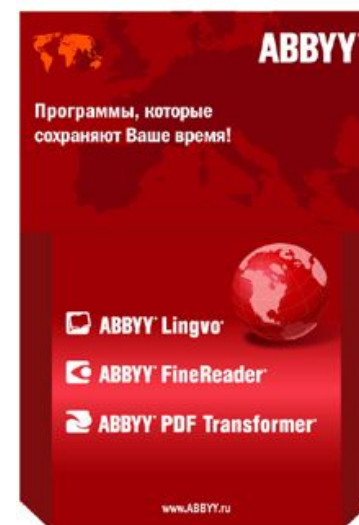 ABBYY
Программы, которые
сохраняют Ваше время!
ABBYY Lingvo
ABBYY FineReader
ABBYY PDF Transformer
www.ABBYY.ru